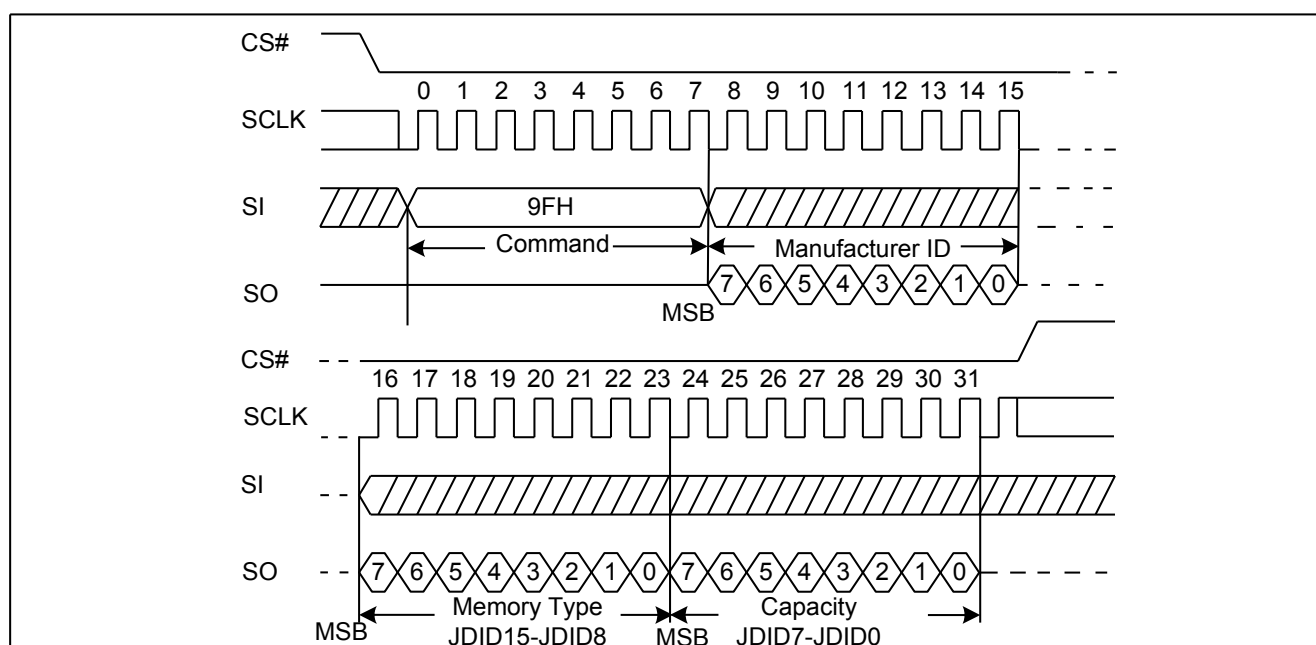 CS#
0 1 2 3 4 5 6 7 8 9 10 11 12 13 14 15
SCLK
SI 9FH
Command Manufacturer ID
SO 7 6 5 4 3 2 1 0
MSB
CS#
16 17 18 19 20 21 22 23 24 25 26 27 28 29 30 31
SCLK
SI
SO 7 6 5 4 3 2 1 0 7 6 5 4 3 2 1 0
Memory Type Capacity
MSB JDID15-JDID8 MSB JDID7-JDID0